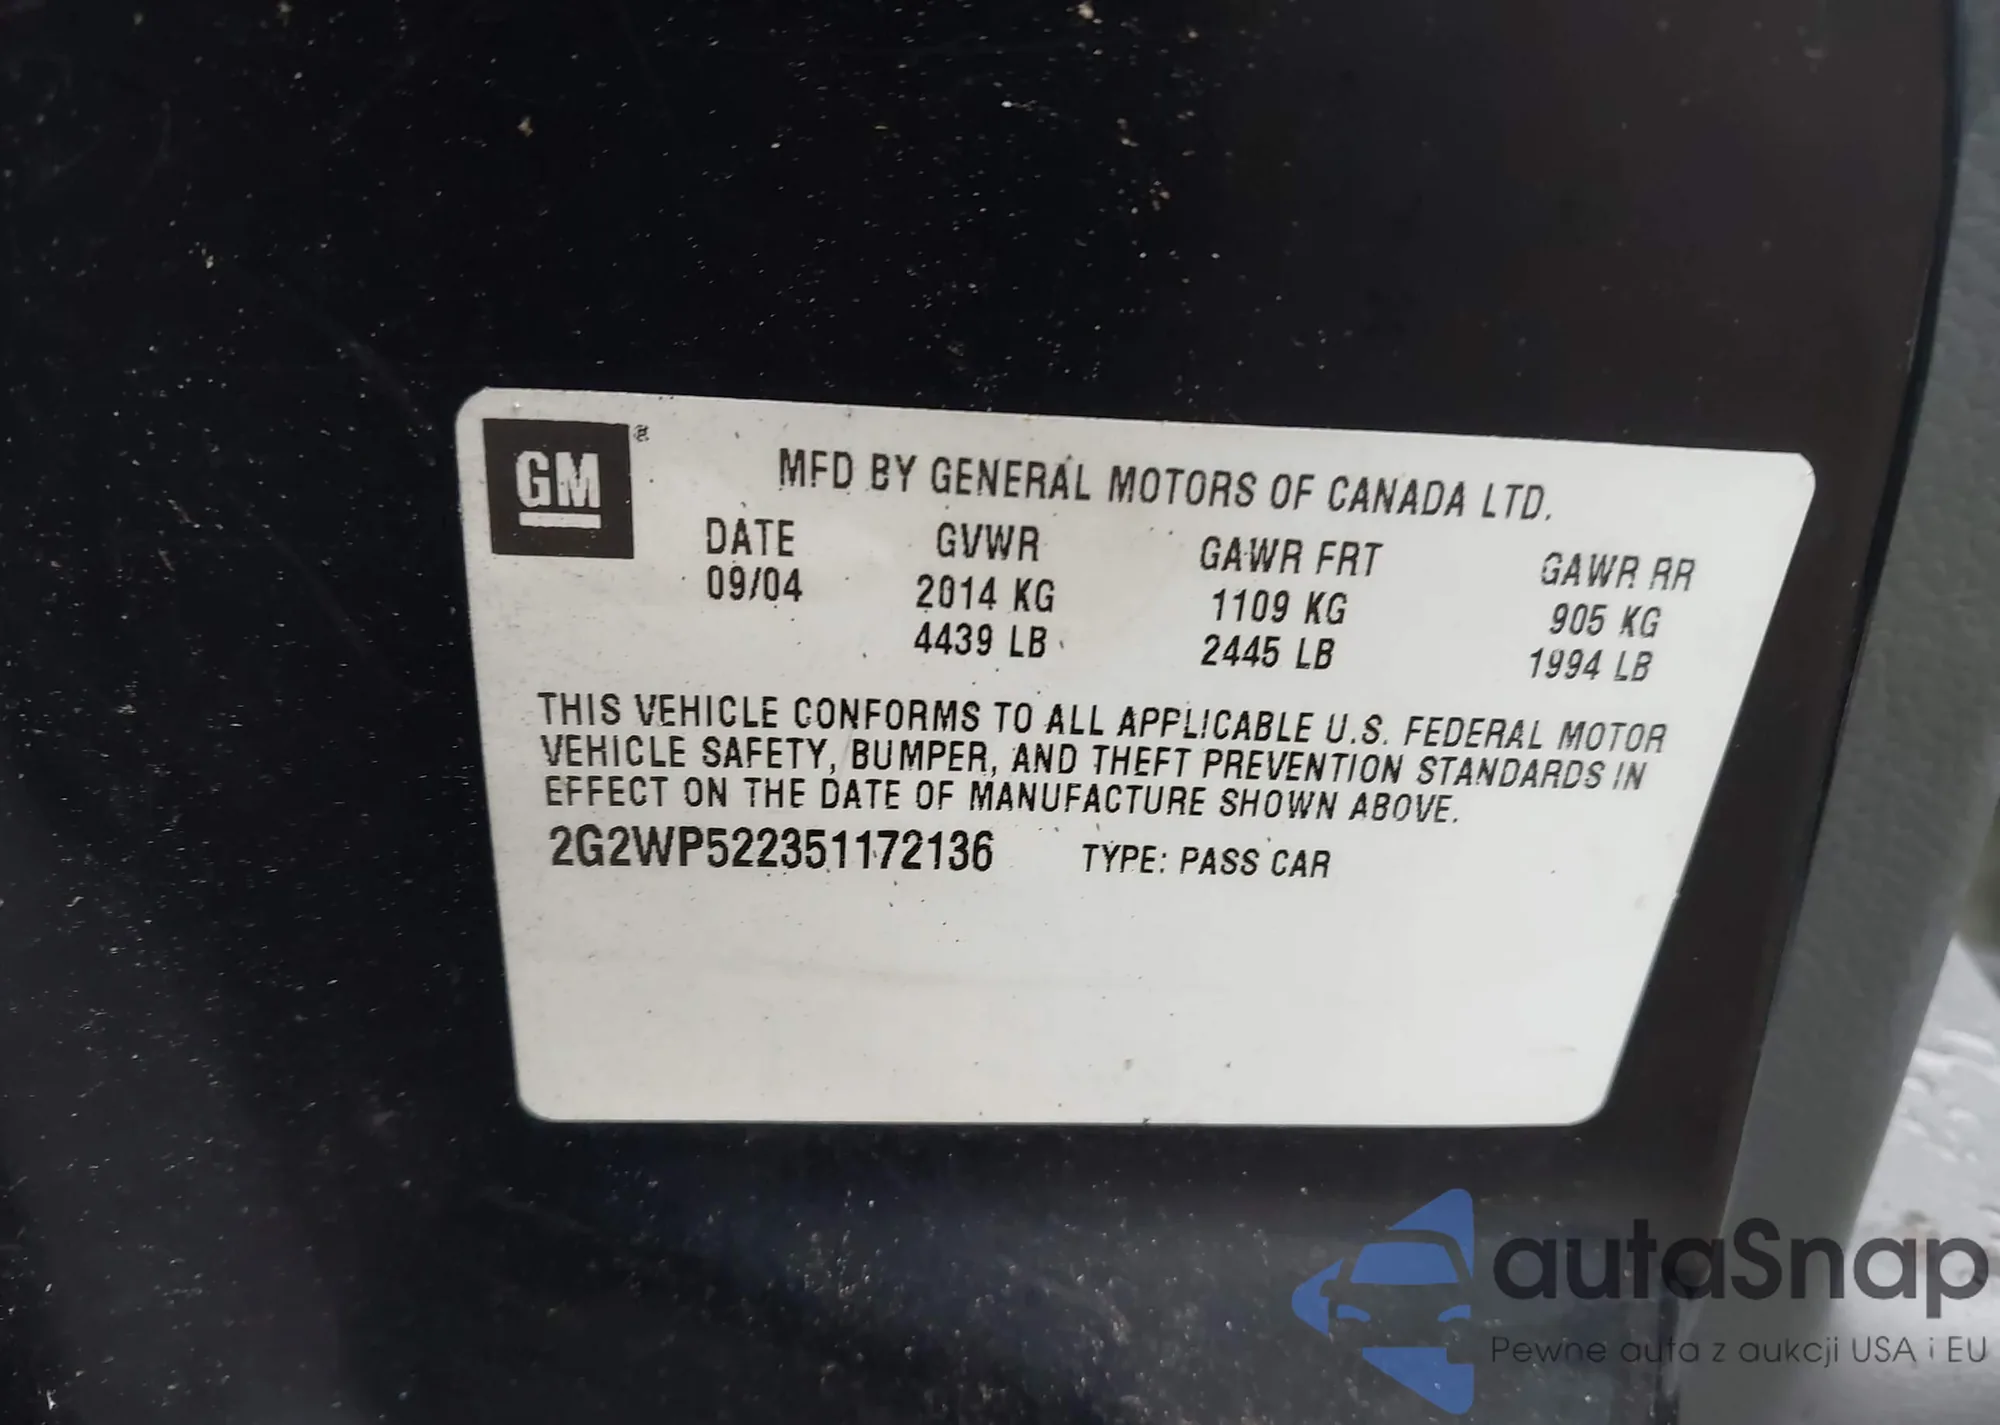 GM®
MFD BY GENERAL MOTORS OF CANADA LTD.
DATE GVWR GAWR FRT GAWR RR
09/04 2014 KG 1109 KG 905 KG
4439 LB 2445 LB 1994 LB
THIS VEHICLE CONFORMS TO ALL APPLICABLE U.S. FEDERAL MOTOR
VEHICLE SAFETY, BUMPER, AND THEFT PREVENTION STANDARDS IN
EFFECT ON THE DATE OF MANUFACTURE SHOWN ABOVE.
2G2WP522351172136 TYPE: PASS CAR
autaSnap
Pewne auta z aukcji USA i EU